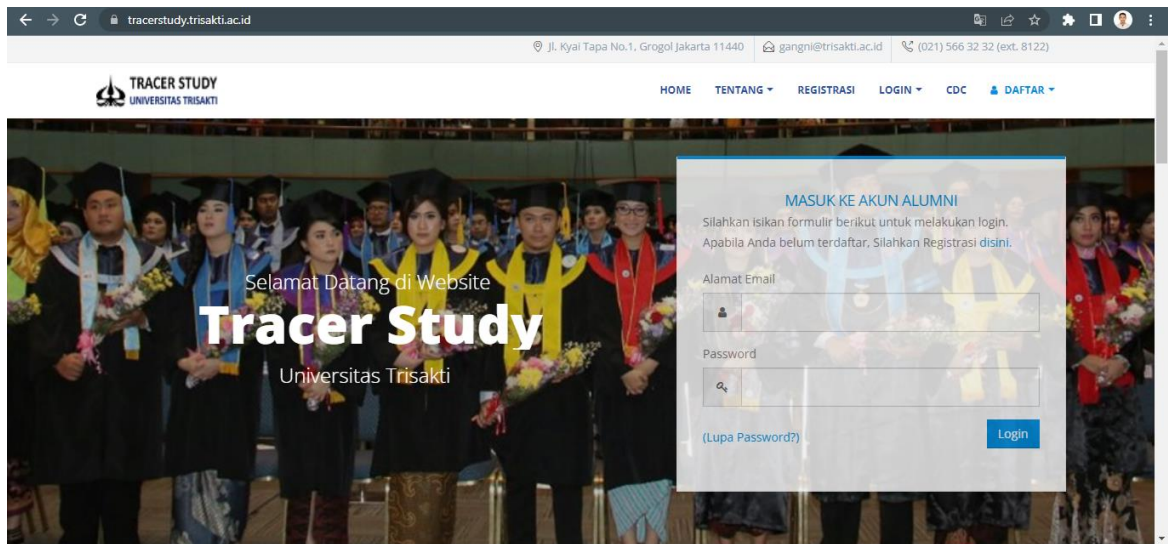 tracerstudy.trisakti.ac.id
Jl. Kyai Tapa No.1, Grogol Jakarta 11440 gangni@trisakti.ac.id (021) 566 32 32 (ext. 8122)
TRACER STUDY
UNIVERSITAS TRISAKTI
HOME TENTANG REGISTRASI LOGIN CDC DAFTAR
Selamat Datang di Website
Tracer Study
Universitas Trisakti
MASUK KE AKUN ALUMNI
Silahkan isikan formulir berikut untuk melakukan login.
Apabila Anda belum terdaftar, Silahkan Registrasi disini.
Alamat Email
Password
(Lupa Password?)
Login